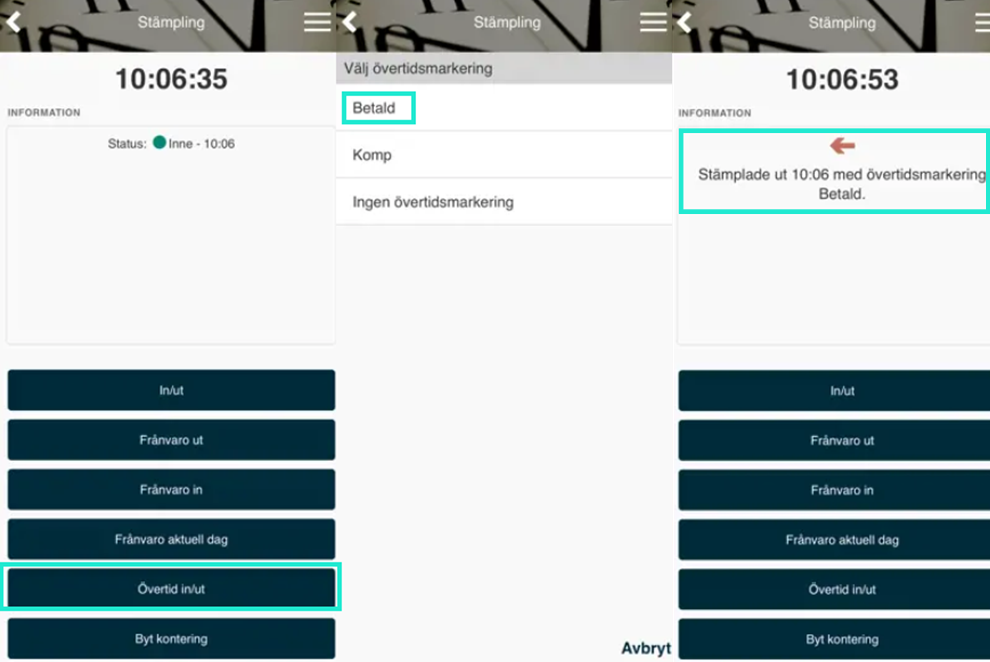 Stämpling
10:06:35
INFORMATION
Status: Inne - 10:06
In/ut
Frånvaro ut
Frånvaro in
Frånvaro aktuell dag
Övertid in/ut
Byt kontering
Stämpling
Välj övertidsmarkering
Betald
Komp
Ingen övertidsmarkering
Avbryt
Stämpling
10:06:53
INFORMATION
Stämplade ut 10:06 med övertidsmarkering
Betald.
In/ut
Frånvaro ut
Frånvaro in
Frånvaro aktuell dag
Övertid in/ut
Byt kontering